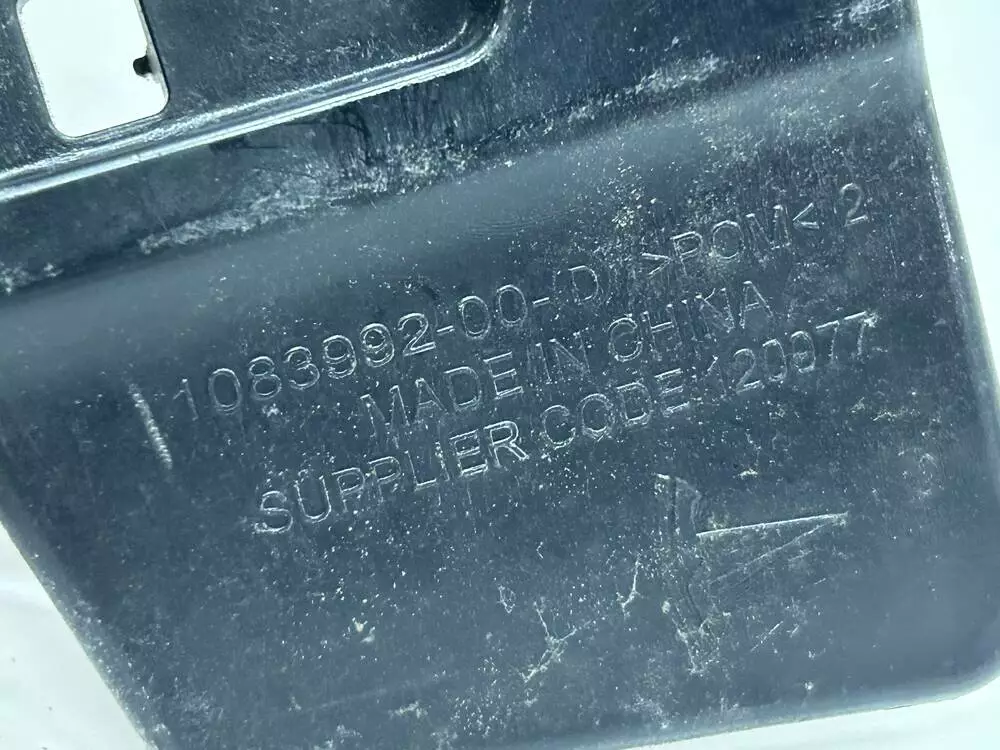 1083992-00-D >POM< 2
MADE IN CHINA
SUPPLIER CODE 120977